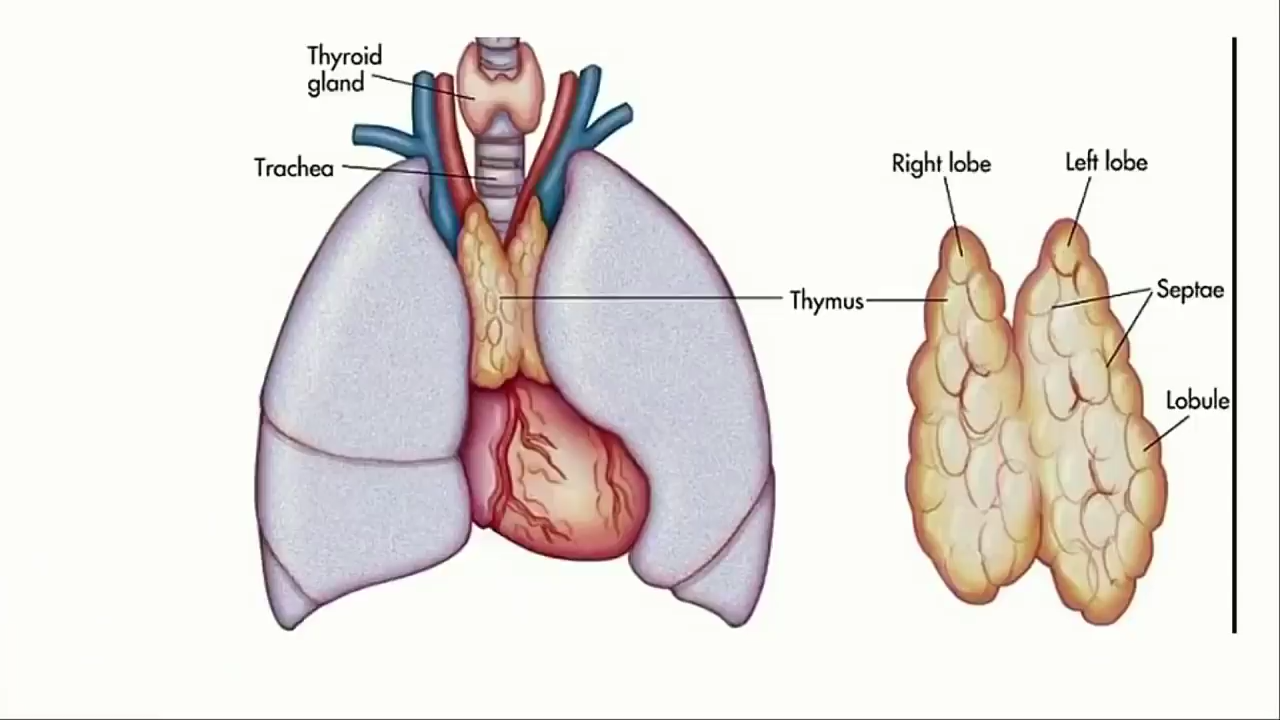 Thyroid
gland
Trachea
Right lobe
Left lobe
Thymus
Septae
Lobule